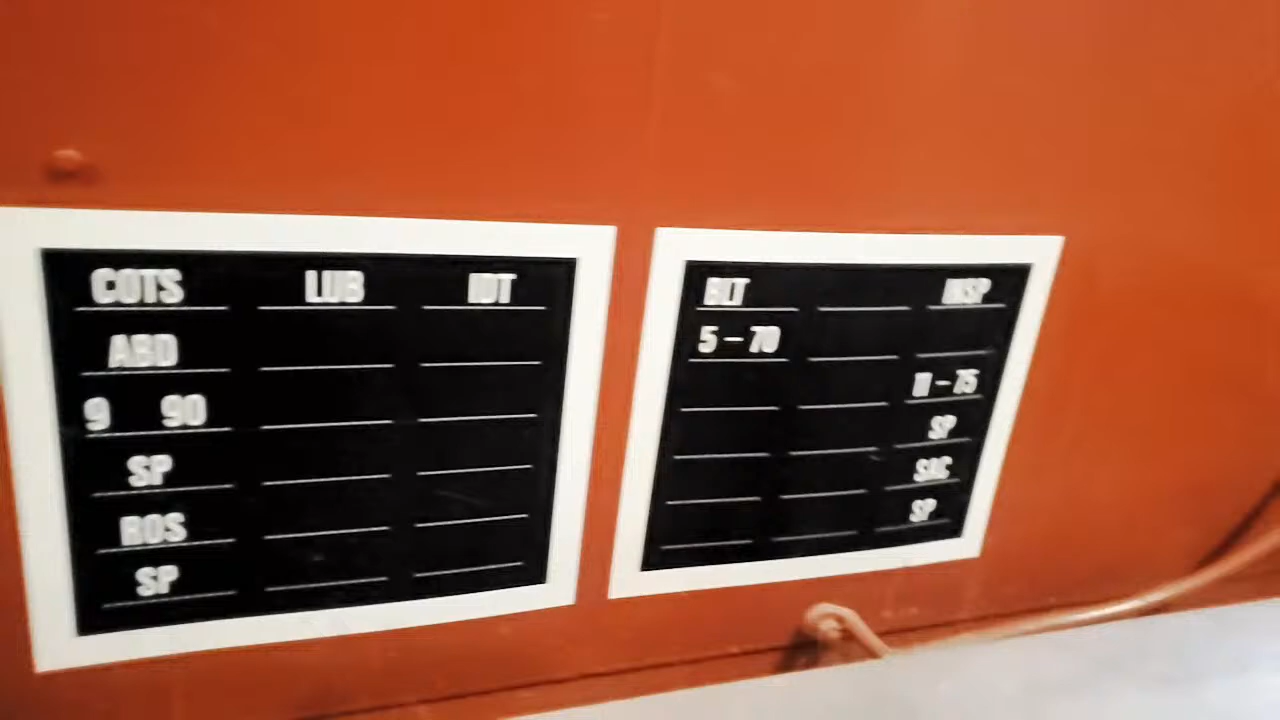 COTS LUB IDT
ABD
9 90
SP
ROS
SP
BLT INSP
5-70
11-75
SP
SAC
SP